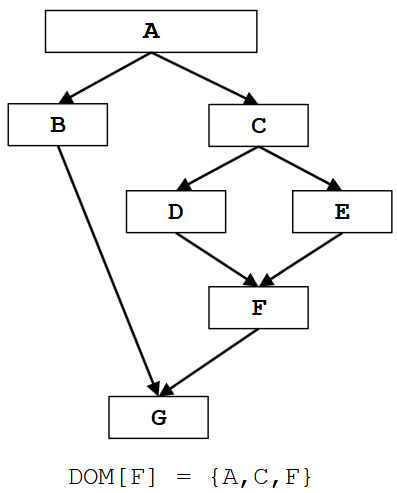 A
B
C
D
E
F
G
DOM[F] = {A,C,F}